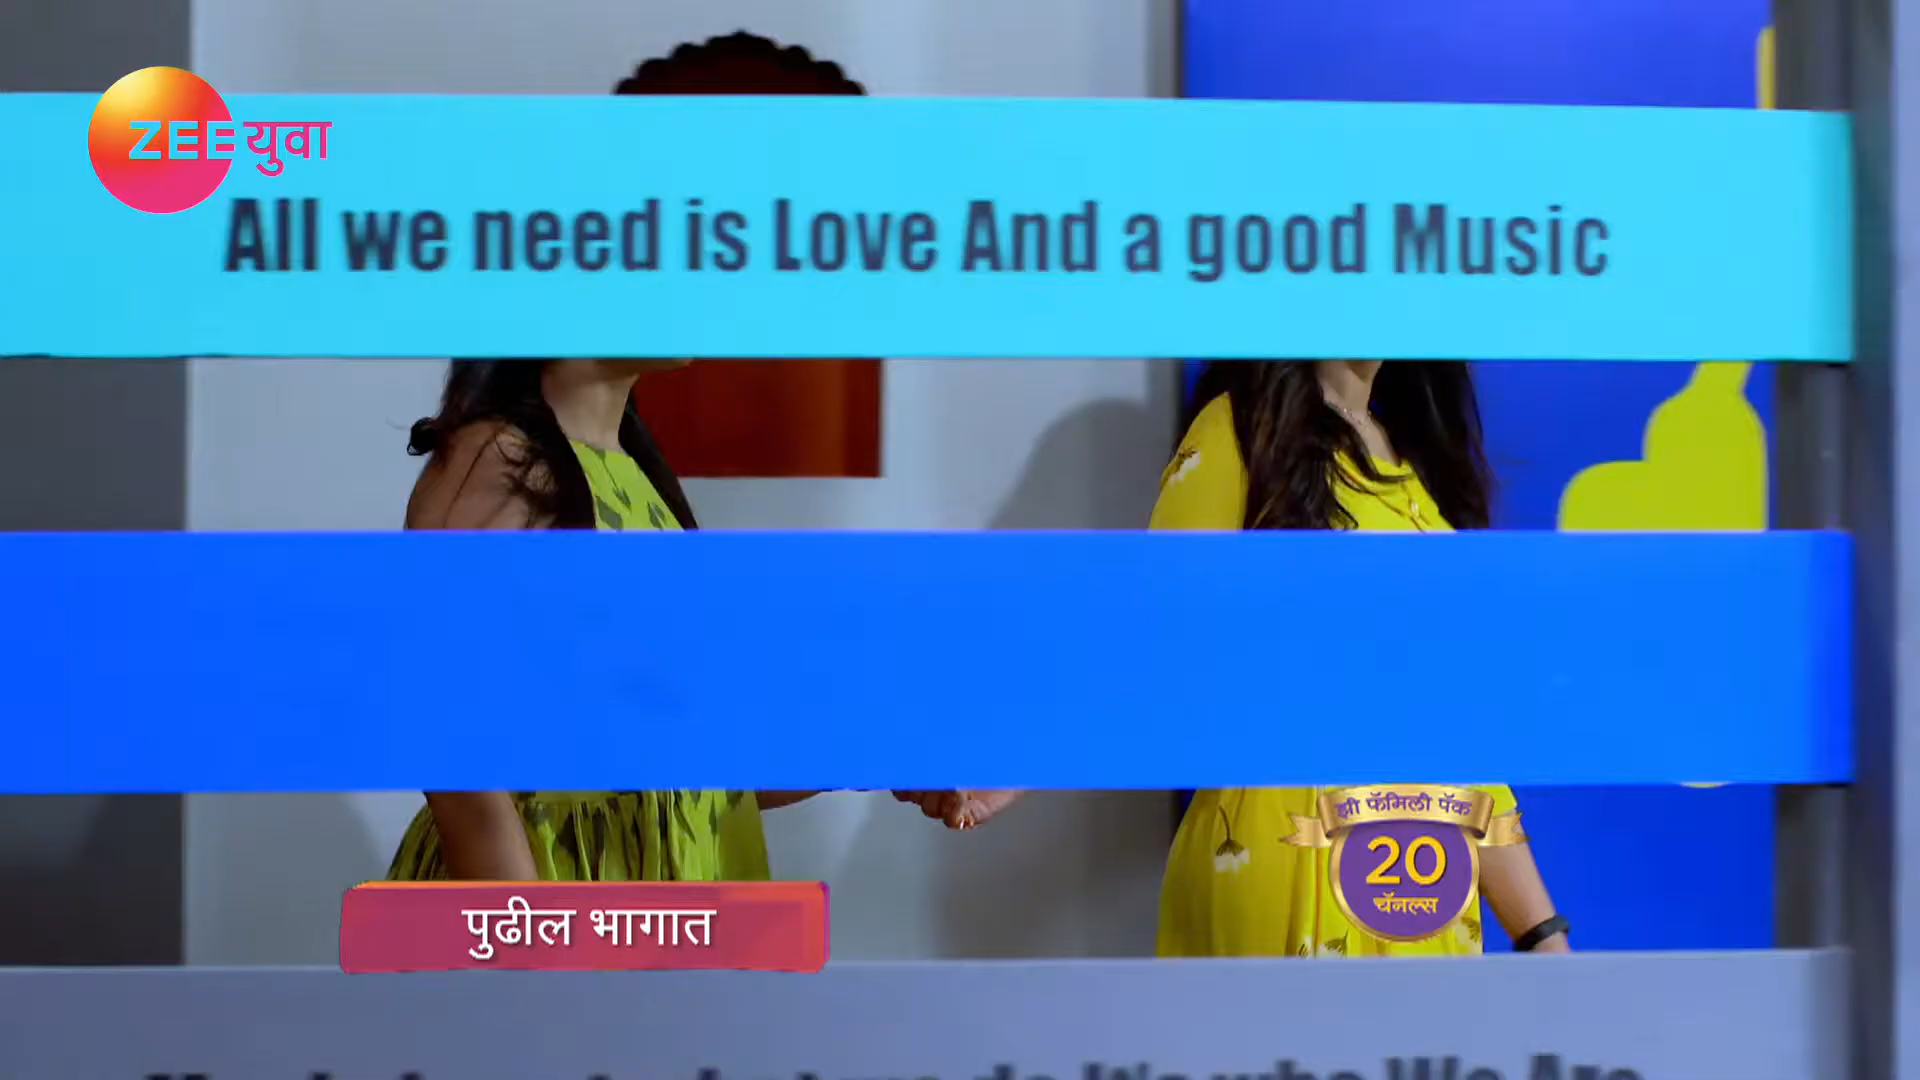 ZEE युवा
All we need is Love And a good Music
झी फॅमिली पॅक
20
चॅनल्स
पुढील भागात